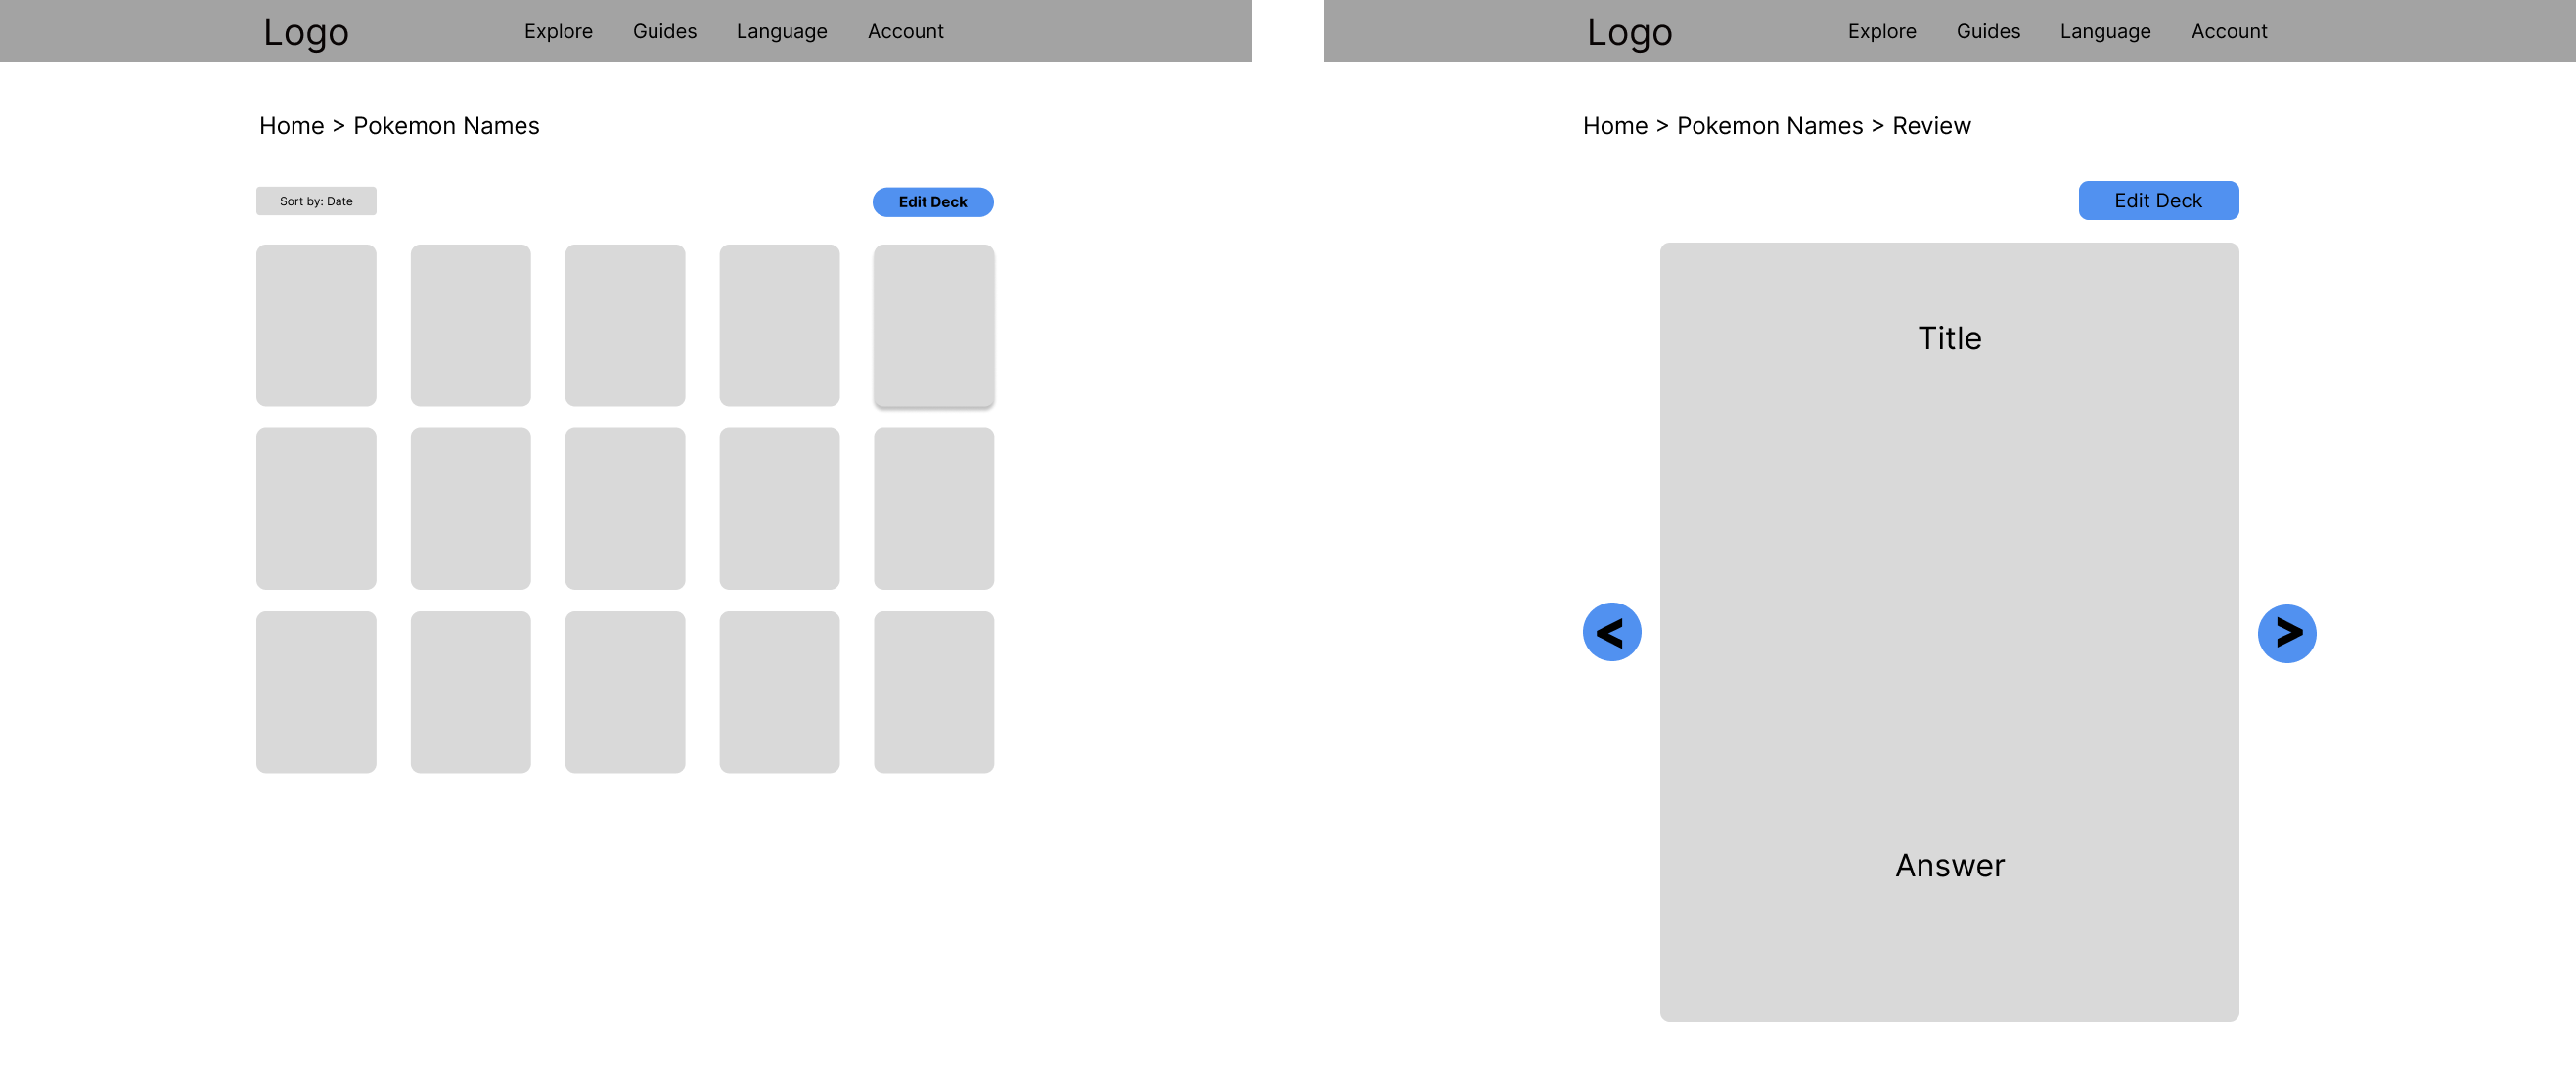 Logo Explore Guides Language Account
Home > Pokemon Names
Sort by: Date Edit Deck
Logo Explore Guides Language Account
Home > Pokemon Names > Review
Edit Deck
Title
< >
Answer